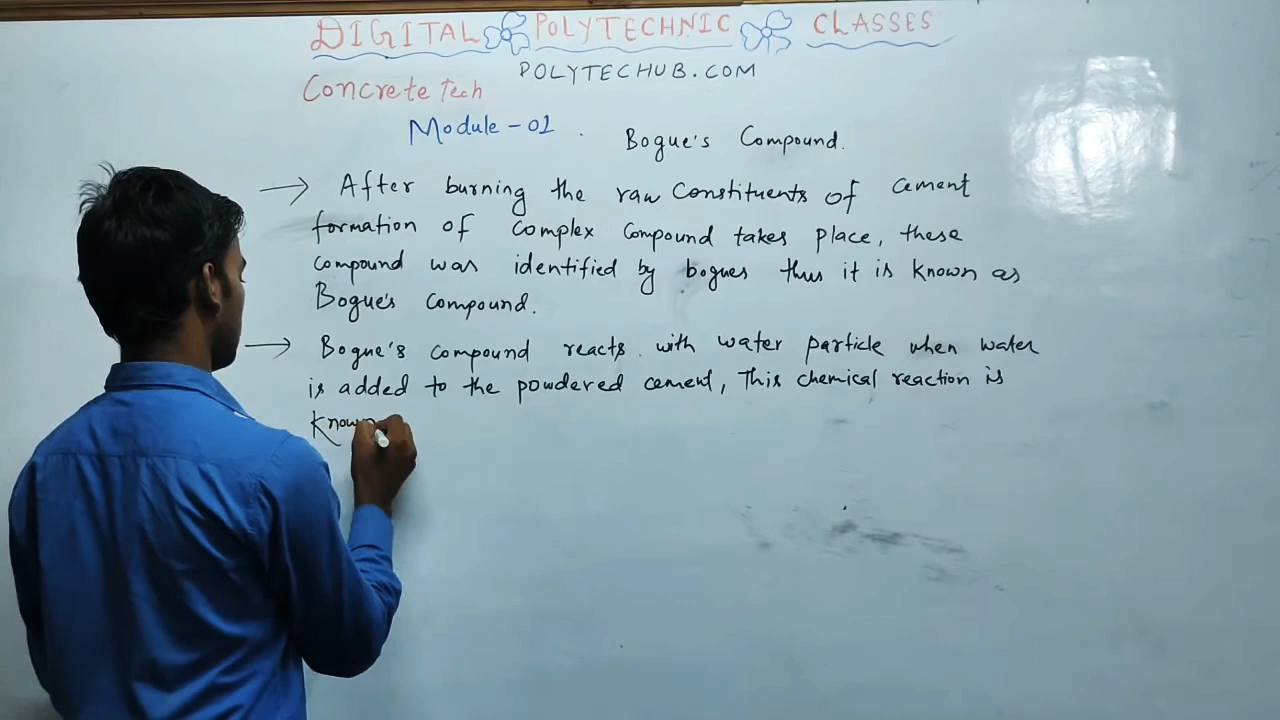 DIGITAL POLYTECHNIC CLASSES
POLYTECHUB.COM
Concrete Tech
Module - 01 .
Bogue's Compound.
→ After burning the raw Constituents of cement
formation of complex Compound takes place, these
compound was identified by bogues thus it is known as
Bogue's Compound.
→ Bogue's compound reacts with water particle when water
is added to the powdered cement, This chemical reaction is
Known